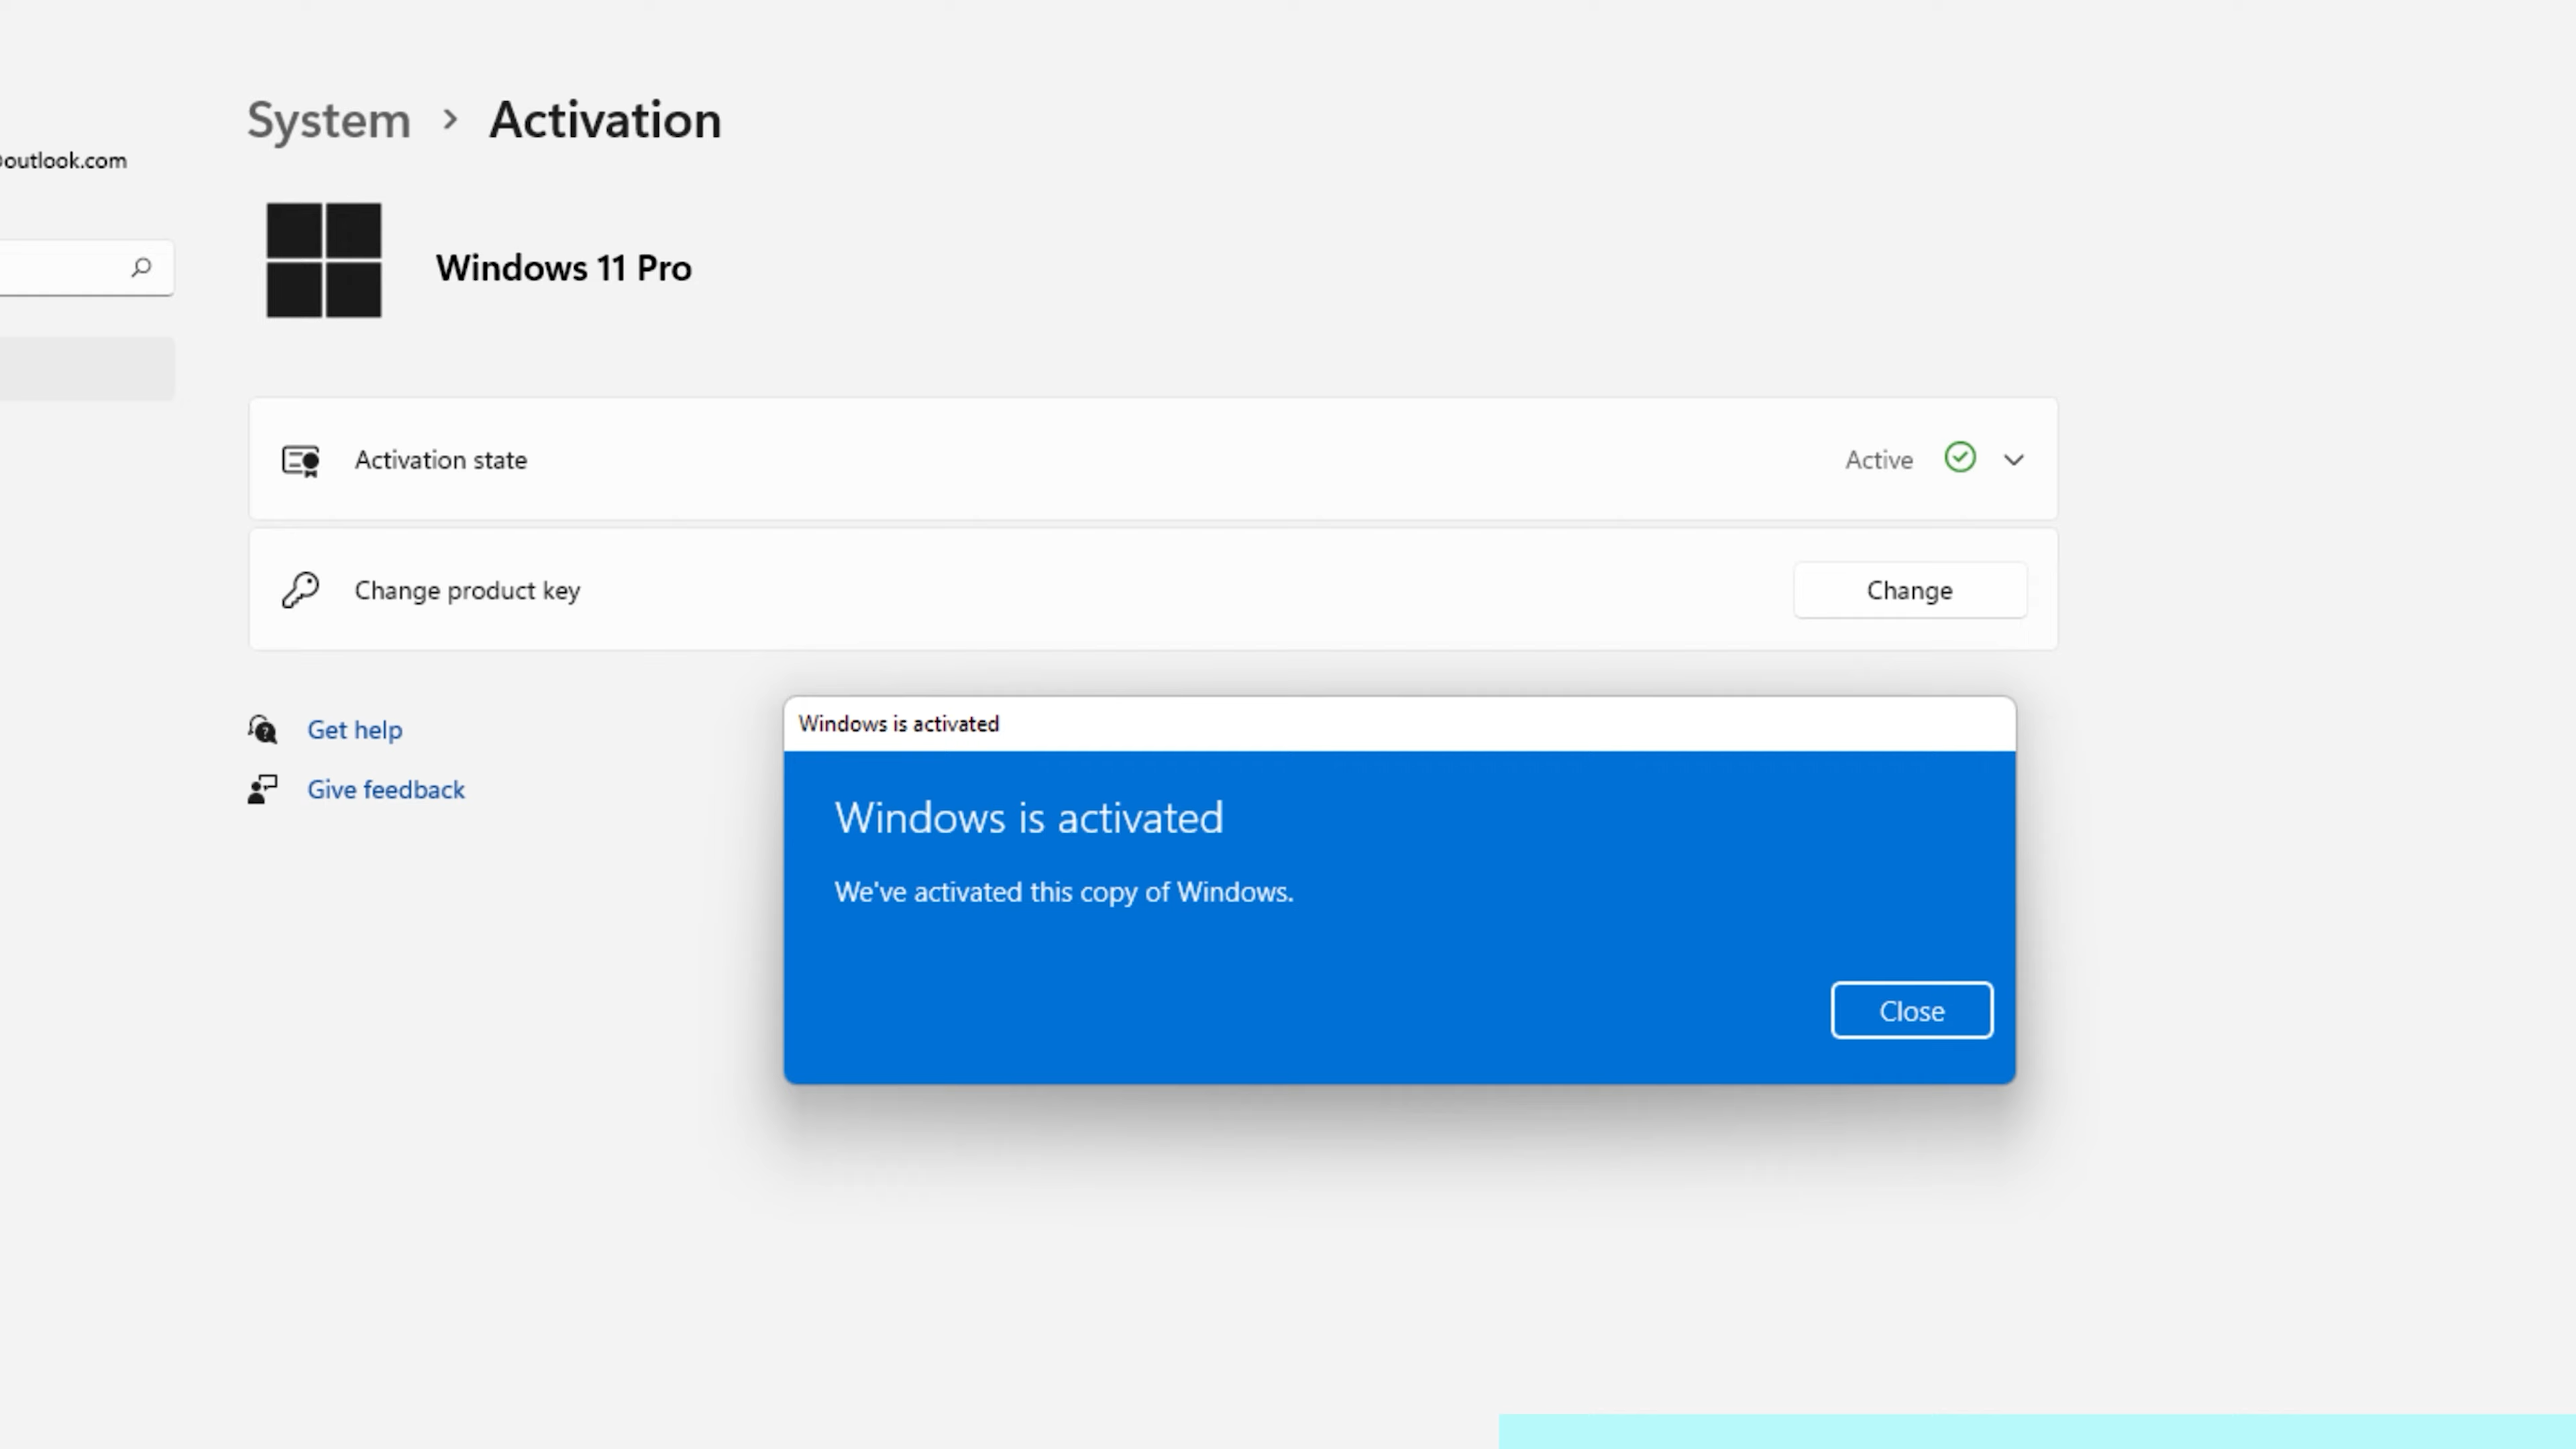 System > Activation
@outlook.com
Windows 11 Pro
Activation state
Active
Change product key
Change
Get help
Give feedback
Windows is activated
Windows is activated
We've activated this copy of Windows.
Close